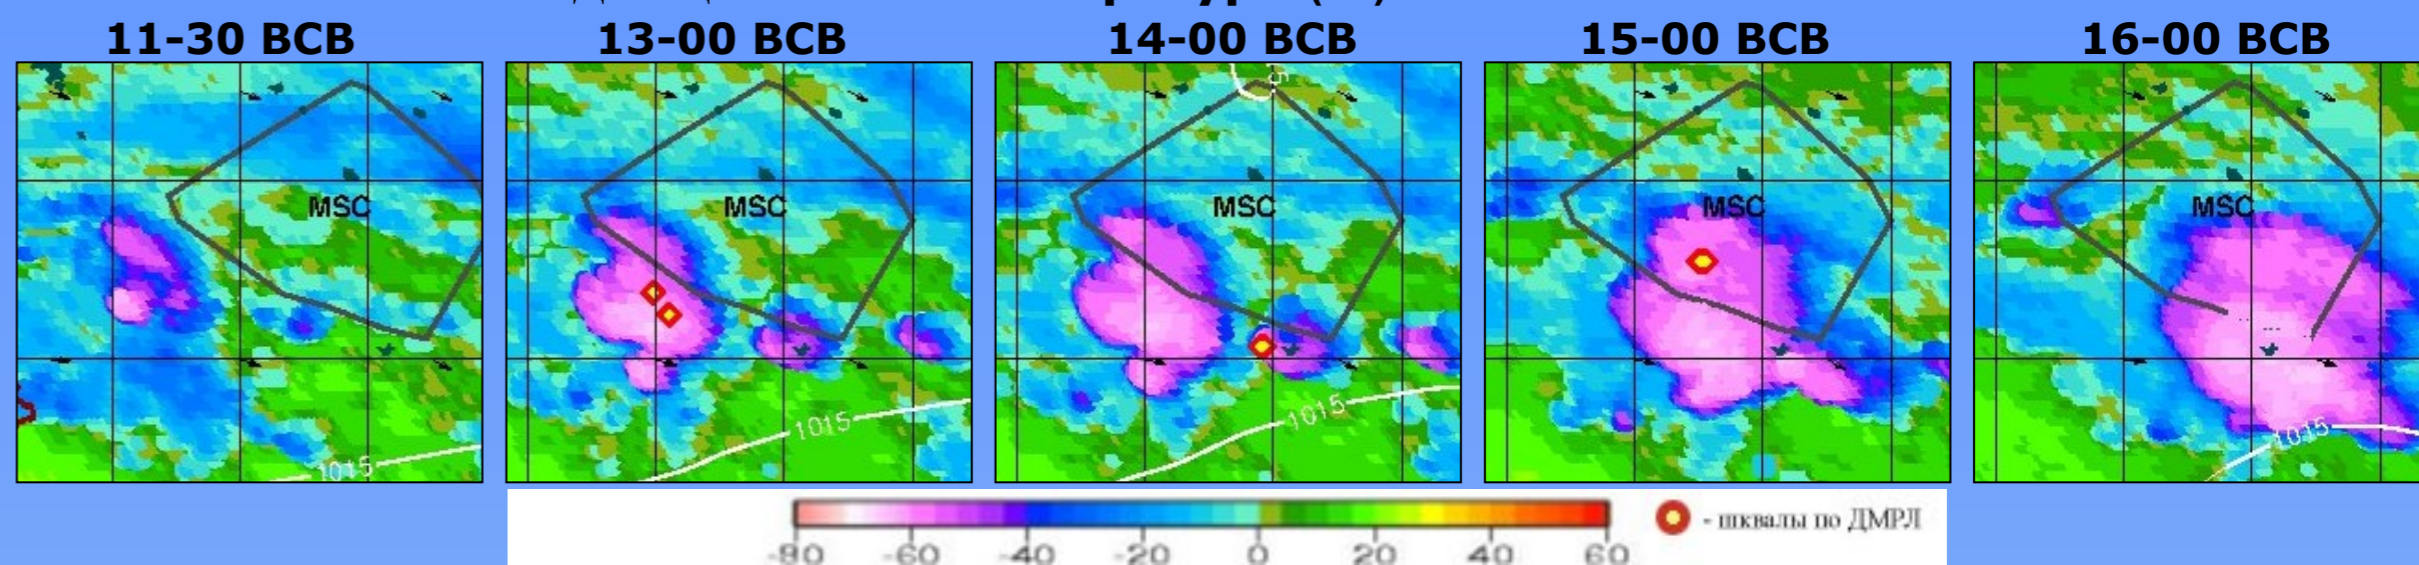 11-30 ВСВ 13-00 ВСВ 14-00 ВСВ 15-00 ВСВ 16-00 ВСВ
MSC MSC MSC MSC MSC
1015 1015 1015 1015
-80 -60 -40 -20 0 20 40 60
- шквалы по ДМРЛ